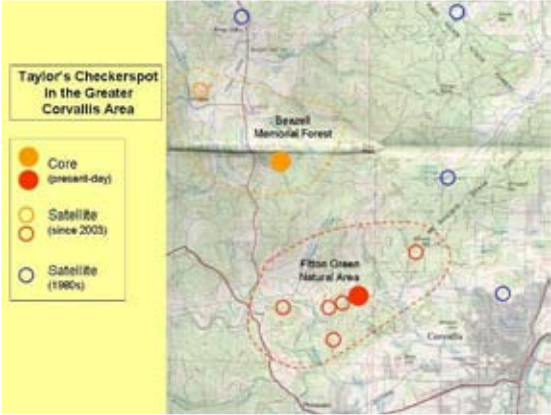 Taylor's Checkerspot
In the Greater
Corvallis Area
Core
(present-day)
Satellite
(since 2003)
Satellite
(1980s)
Beazell
Memorial Forest
Fitton Green
Natural Area
Corvallis